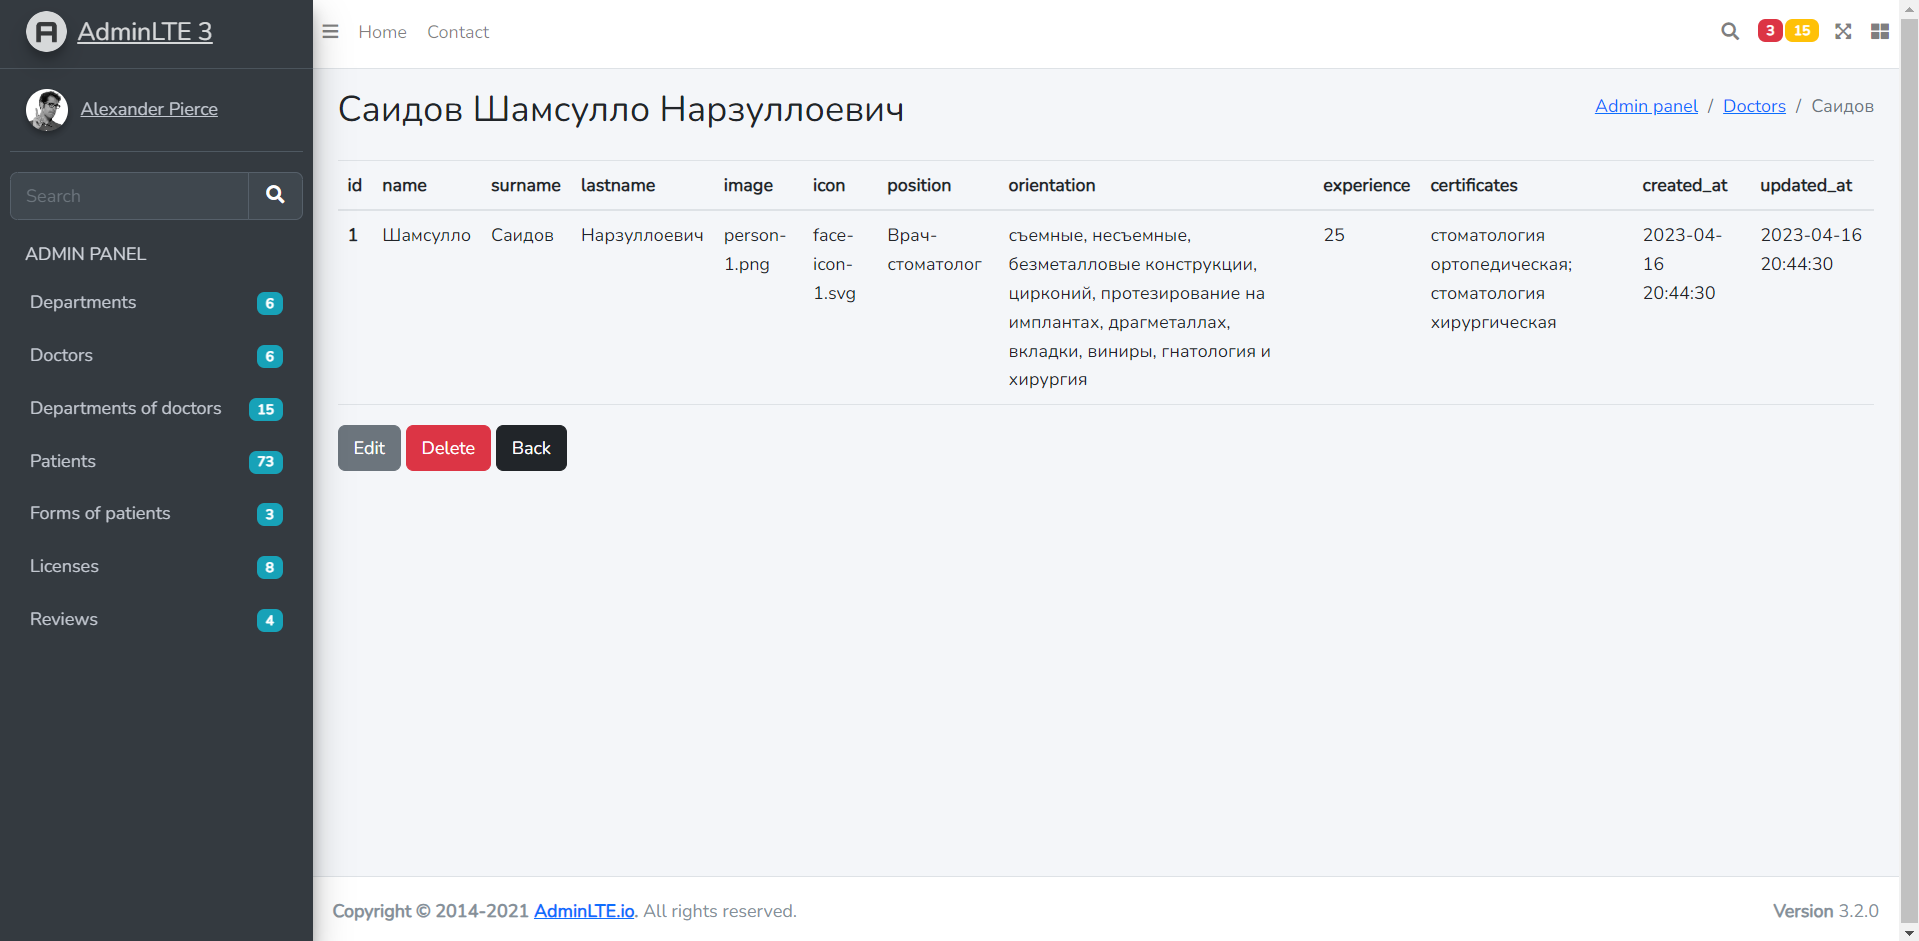 AdminLTE 3
Home
Contact
3
15
Alexander Pierce
Search
ADMIN PANEL
Departments 6
Doctors 6
Departments of doctors 15
Patients 73
Forms of patients 3
Licenses 8
Reviews 4
Саидов Шамсулло Нарзуллоевич
Admin panel / Doctors / Саидов
id name surname lastname image icon position orientation experience certificates created_at updated_at
1
Шамсулло
Саидов
Нарзуллоевич
person-
1.png
face-
icon-
1.svg
Врач-
стоматолог
съемные, несъемные,
безметалловые конструкции,
цирконий, протезирование на
имплантах, драгметаллах,
вкладки, виниры, гнатология и
хирургия
25
стоматология
ортопедическая;
стоматология
хирургическая
2023-04-
16
20:44:30
2023-04-16
20:44:30
Edit
Delete
Back
Copyright © 2014-2021 AdminLTE.io. All rights reserved.
Version 3.2.0